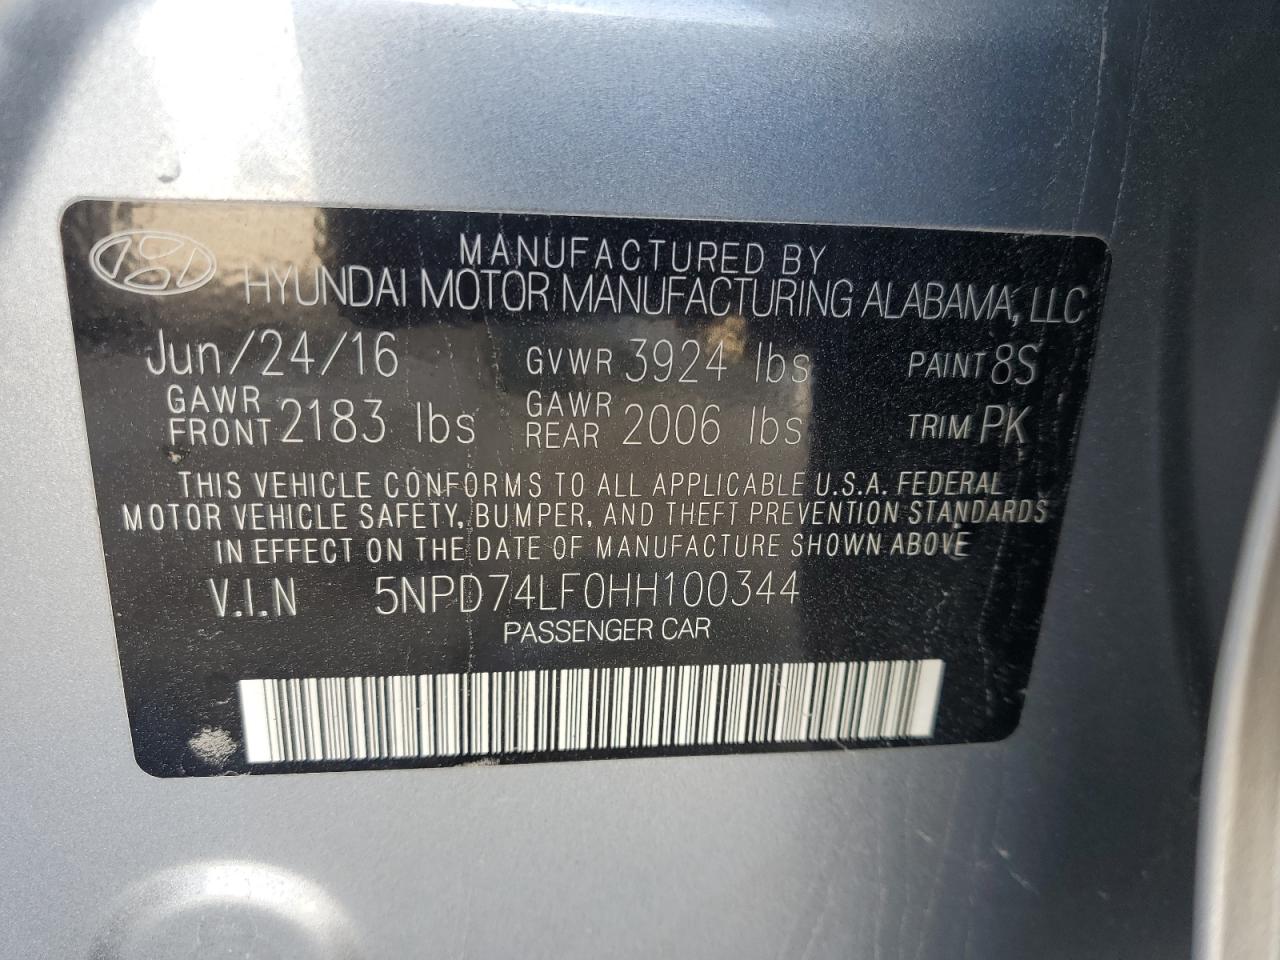 MANUFACTURED BY
HYUNDAI MOTOR MANUFACTURING ALABAMA, LLC
Jun/24/16 GVWR 3924 lbs PAINT 8S
GAWR FRONT 2183 lbs GAWR REAR 2006 lbs TRIM PK
THIS VEHICLE CONFORMS TO ALL APPLICABLE U.S.A. FEDERAL
MOTOR VEHICLE SAFETY, BUMPER, AND THEFT PREVENTION STANDARDS
IN EFFECT ON THE DATE OF MANUFACTURE SHOWN ABOVE
V.I.N 5NPD74LF0HH100344
PASSENGER CAR